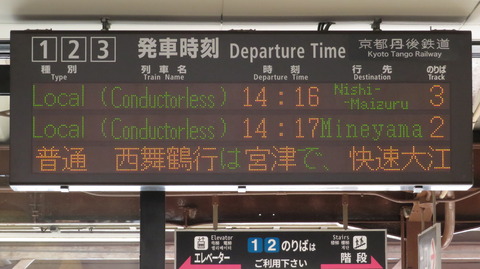 1 2 3 発車時刻 Departure Time 京都丹後鉄道
Kyoto Tango Railway
種別 列車名 時刻 行先 のりば
Type Train Name Departure Time Destination Track
Local (Conductorless) 14:16 Nishi-
-Maizuru 3
Local (Conductorless) 14:17 Mineyama 2
普通 西舞鶴行は宮津で、快速大江
Elevator Stairs
エレベーター 1 2 のりばは 階段
ご利用下さい